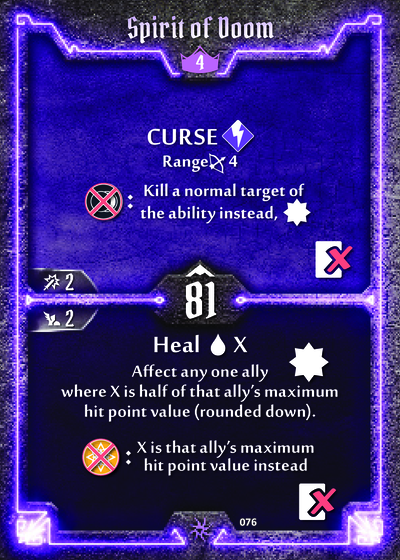 Spirit of Doom
4
CURSE
Range 4
: Kill a normal target of
the ability instead,
2
81
2
Heal X
Affect any one ally
where X is half of that ally's maximum
hit point value (rounded down).
: X is that ally's maximum
hit point value instead
076